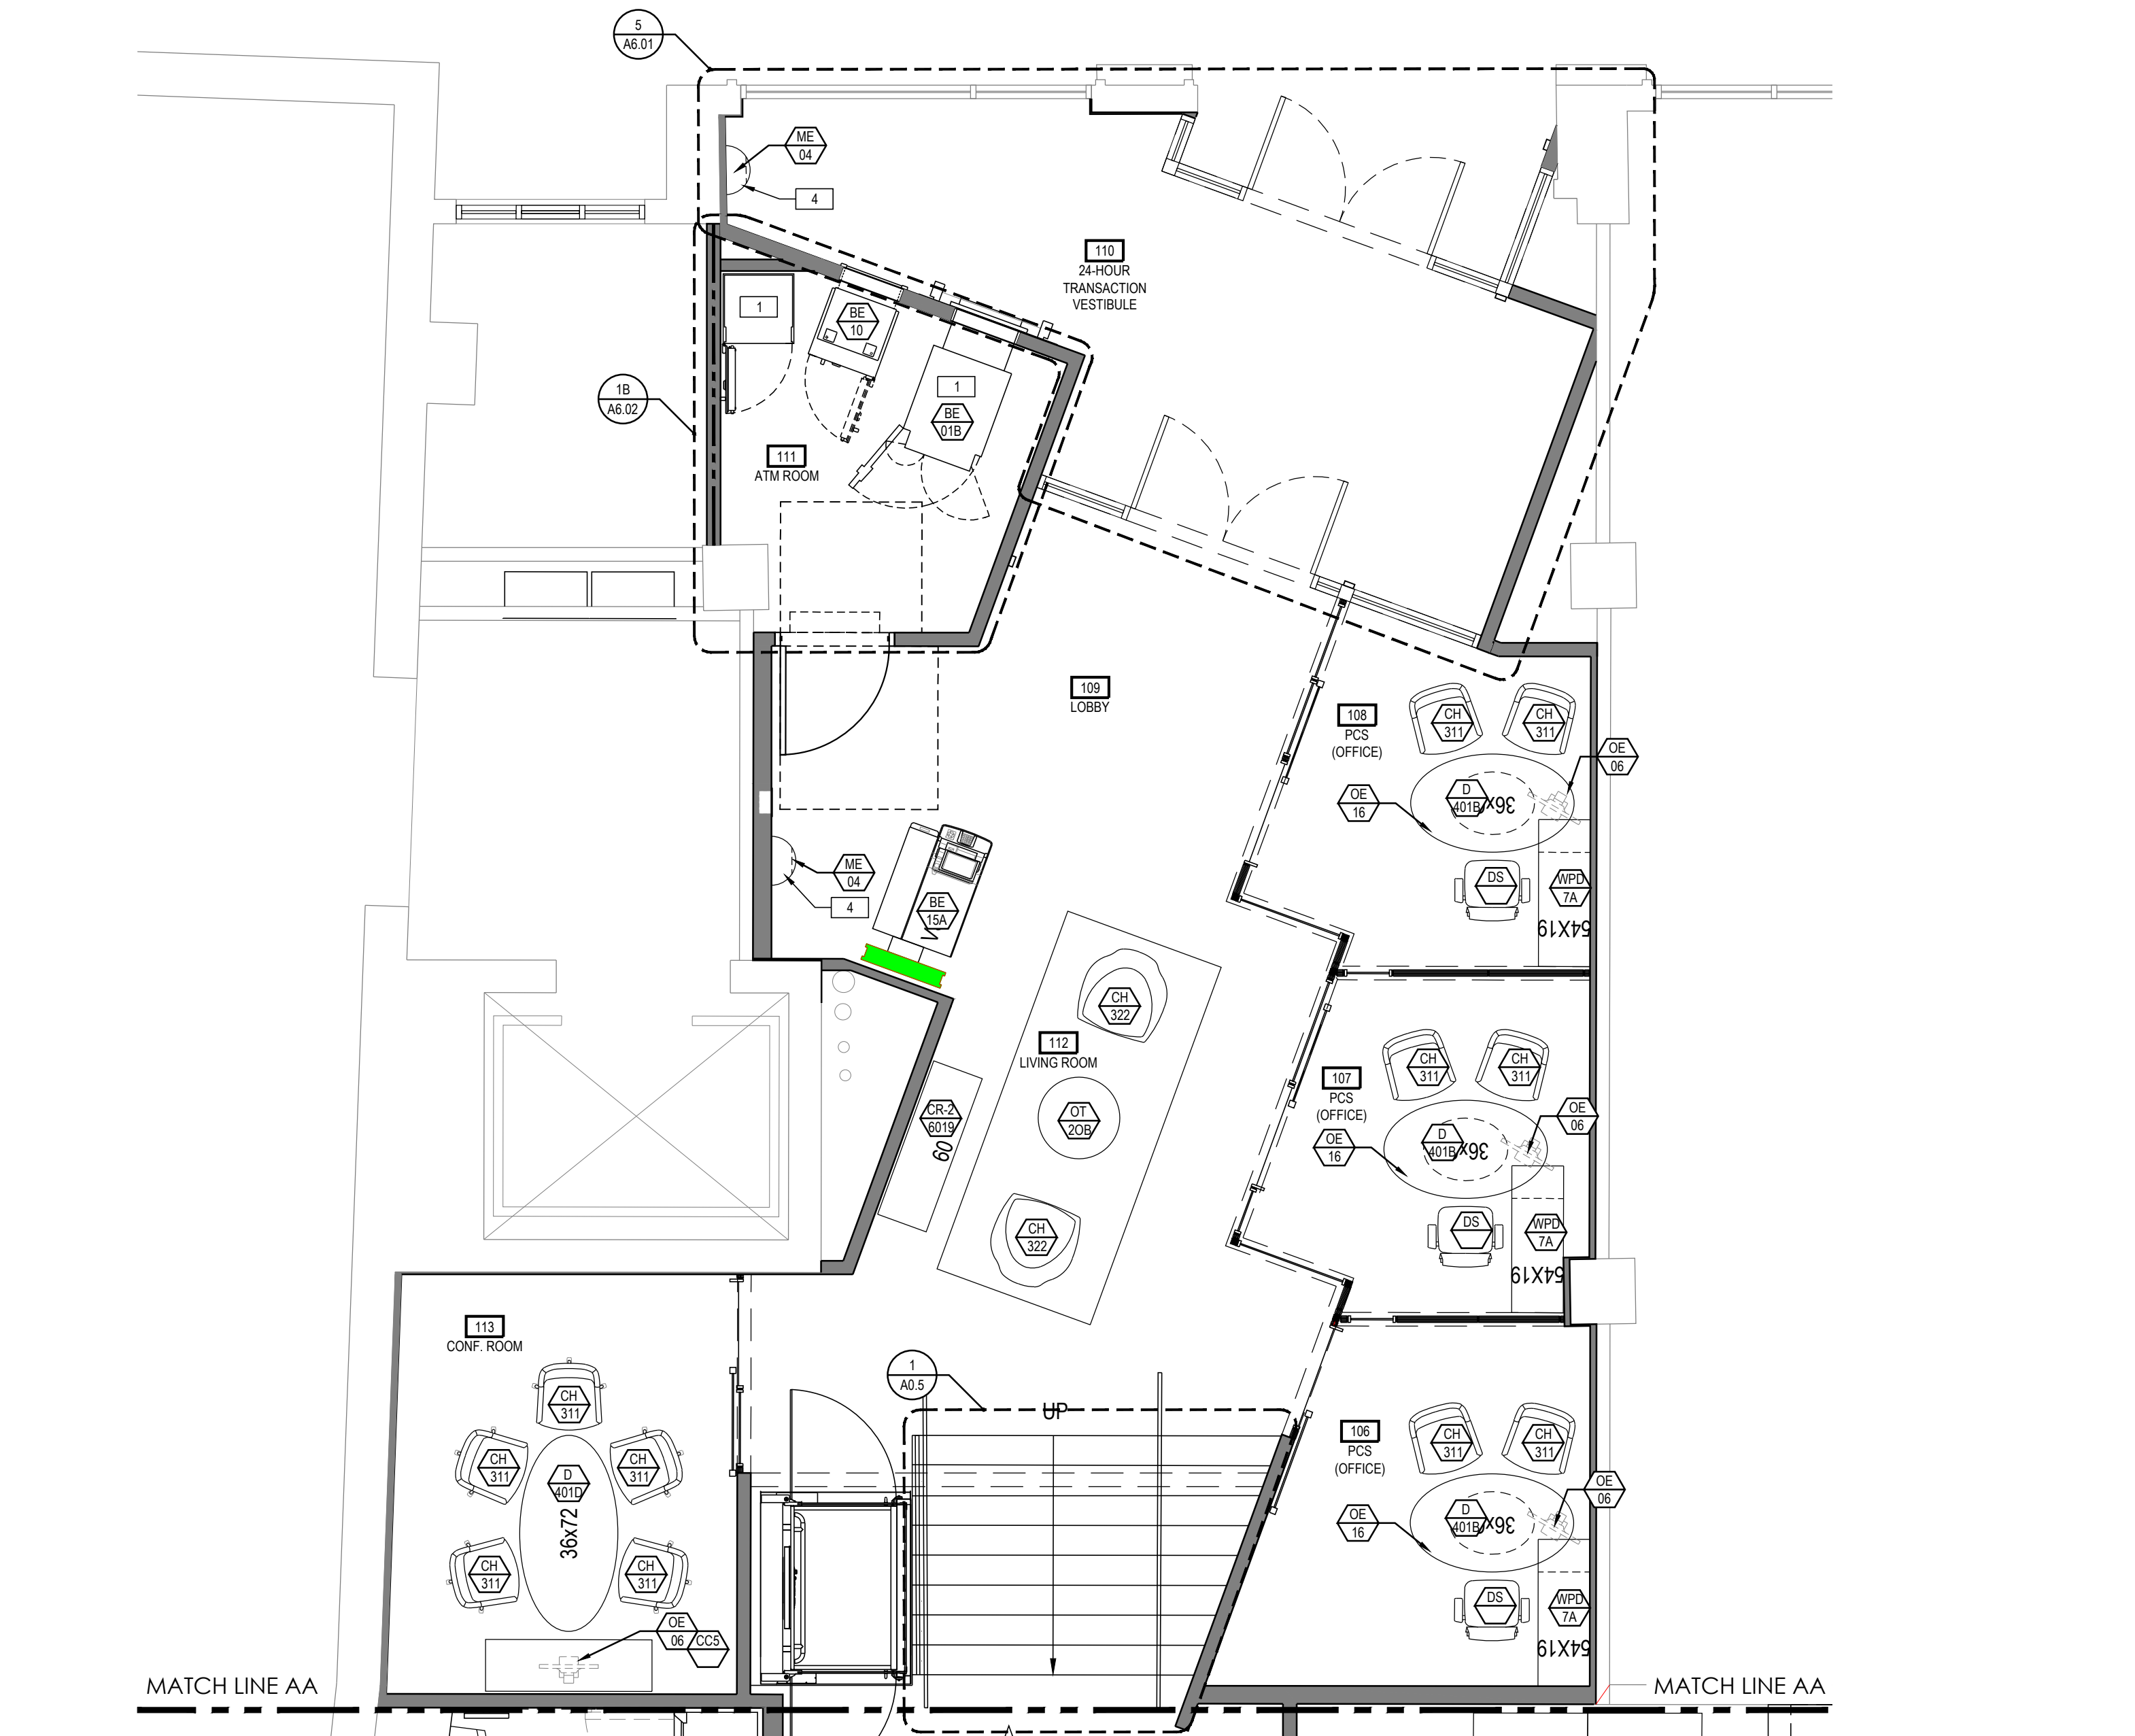 5
A6.01
ME
04
4
110
24-HOUR
TRANSACTION
VESTIBULE
1
BE
10
1
BE
01B
1B
A6.02
111
ATM ROOM
109
LOBBY
108
PCS
(OFFICE)
CH
311
CH
311
OE
06
OE
16
D
401B
36x
DS
WPD
7A
54X19
ME
04
4
BE
15A
CH
322
112
LIVING ROOM
OT
2OB
CR-2
6019
60
CH
322
107
PCS
(OFFICE)
CH
311
CH
311
OE
06
OE
16
D
401B
36x
DS
WPD
7A
54X19
113
CONF. ROOM
CH
311
CH
311
CH
311
D
401D
36x72
CH
311
CH
311
OE
06
CC5
1
A0.5
UP
106
PCS
(OFFICE)
CH
311
CH
311
OE
06
OE
16
D
401B
36x
DS
WPD
7A
54X19
MATCH LINE AA
MATCH LINE AA